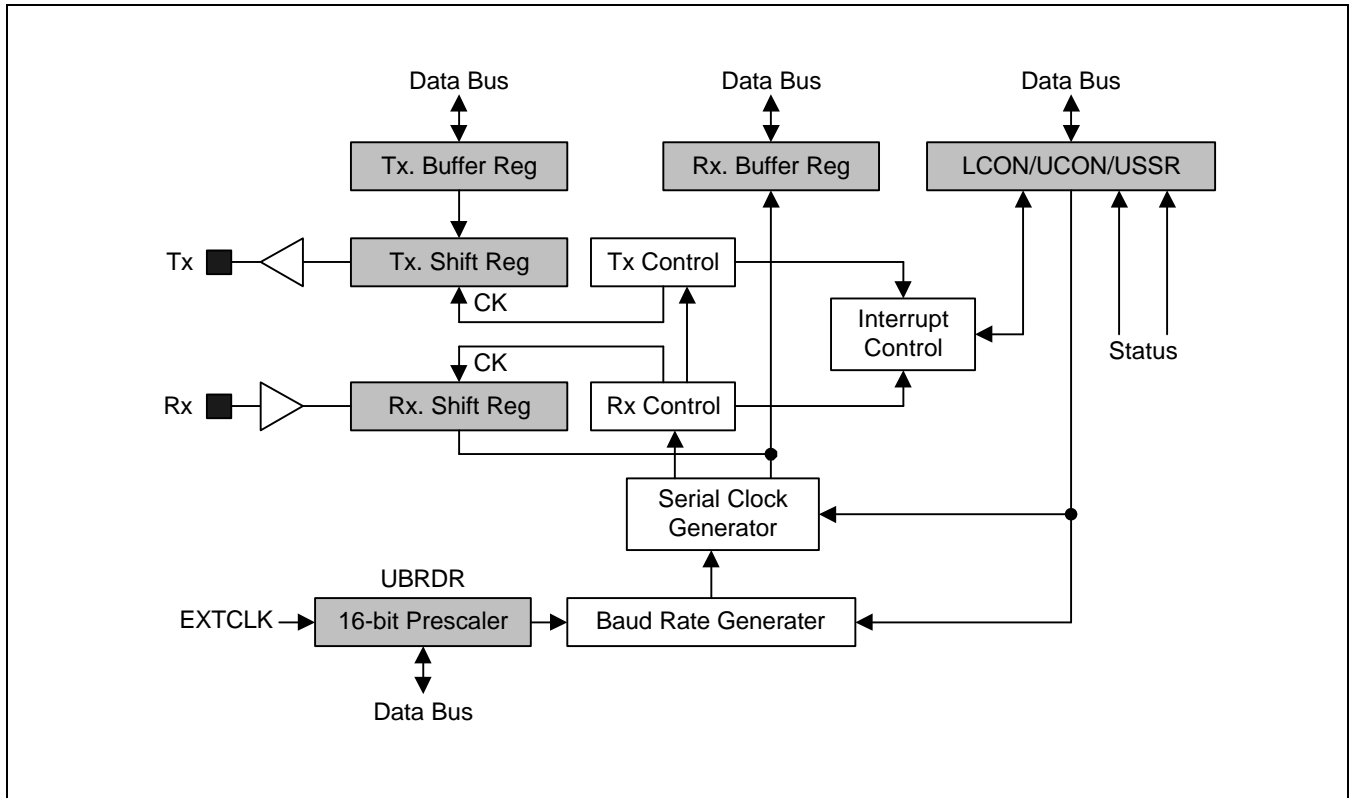 Data Bus
Data Bus
Data Bus
Tx. Buffer Reg
Rx. Buffer Reg
LCON/UCON/USSR
Tx
Tx. Shift Reg
Tx Control
CK
Interrupt
Control
Status
CK
Rx
Rx. Shift Reg
Rx Control
Serial Clock
Generator
UBRDR
EXTCLK
16-bit Prescaler
Baud Rate Generater
Data Bus